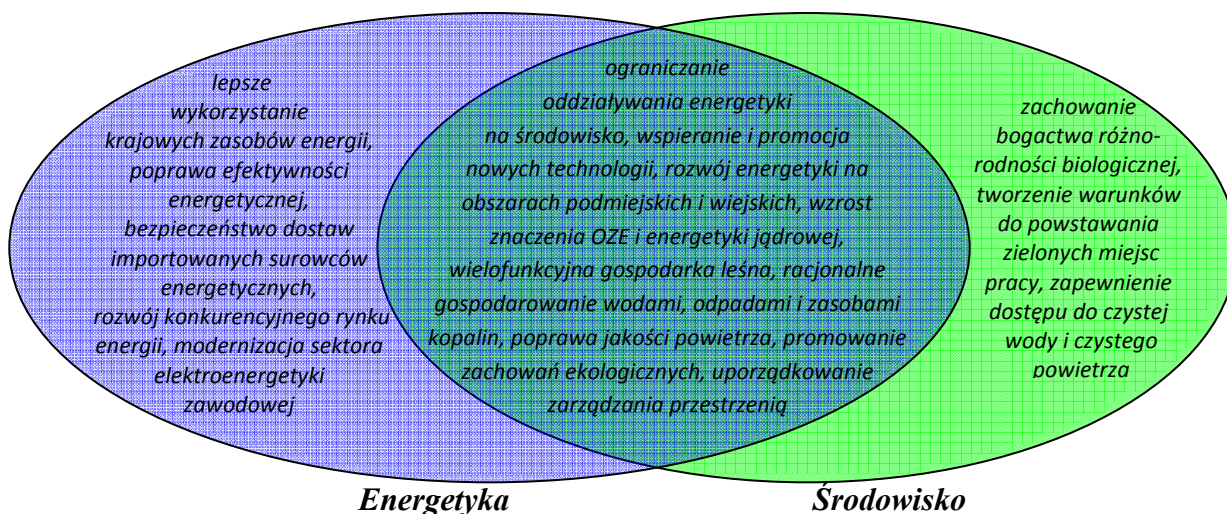 lepsze
wykorzystanie
krajowych zasobów energii,
poprawa efektywności
energetycznej,
bezpieczeństwo dostaw
importowanych surowców
energetycznych,
rozwój konkurencyjnego rynku
energii, modernizacja sektora
elektroenergetyki
zawodowej
ograniczanie
oddziaływania energetyki
na środowisko, wspieranie i promocja
nowych technologii, rozwój energetyki na
obszarach podmiejskich i wiejskich, wzrost
znaczenia OZE i energetyki jądrowej,
wielofunkcyjna gospodarka leśna, racjonalne
gospodarowanie wodami, odpadami i zasobami
kopalin, poprawa jakości powietrza, promowanie
zachowań ekologicznych, uporządkowanie
zarządzania przestrzenią
zachowanie
bogactwa różno-
rodności biologicznej,
tworzenie warunków
do powstawania
zielonych miejsc
pracy, zapewnienie
dostępu do czystej
wody i czystego
powietrza
Energetyka
Środowisko